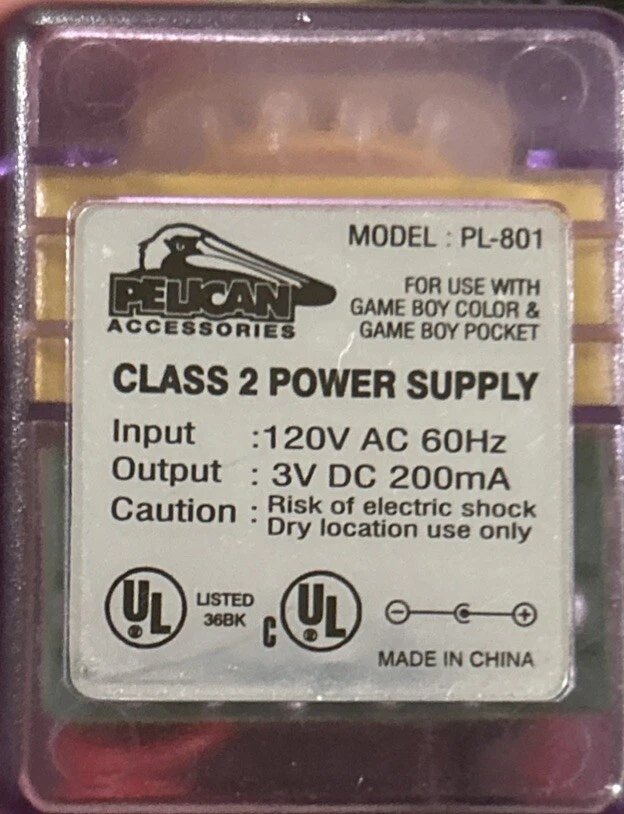 PELICAN
ACCESSORIES
MODEL : PL-801
FOR USE WITH
GAME BOY COLOR &
GAME BOY POCKET
CLASS 2 POWER SUPPLY
Input :120V AC 60Hz
Output : 3V DC 200mA
Caution : Risk of electric shock
Dry location use only
UL ® LISTED
36BK
C UL ®
MADE IN CHINA